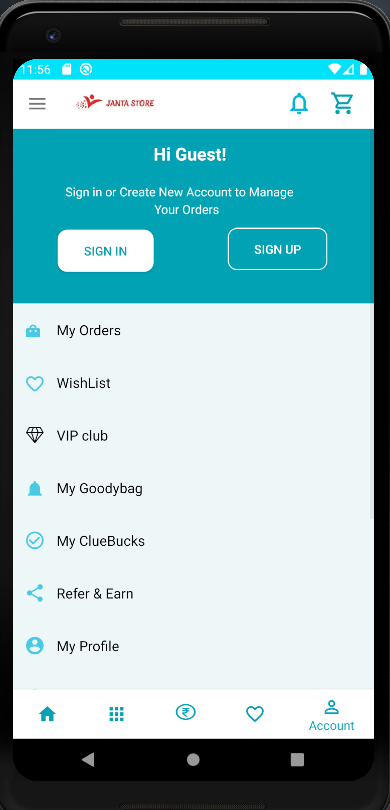 11:56
JANTA STORE
Hi Guest!
Sign in or Create New Account to Manage
Your Orders
SIGN IN
SIGN UP
My Orders
WishList
VIP club
My Goodybag
My ClueBucks
Refer & Earn
My Profile
Account